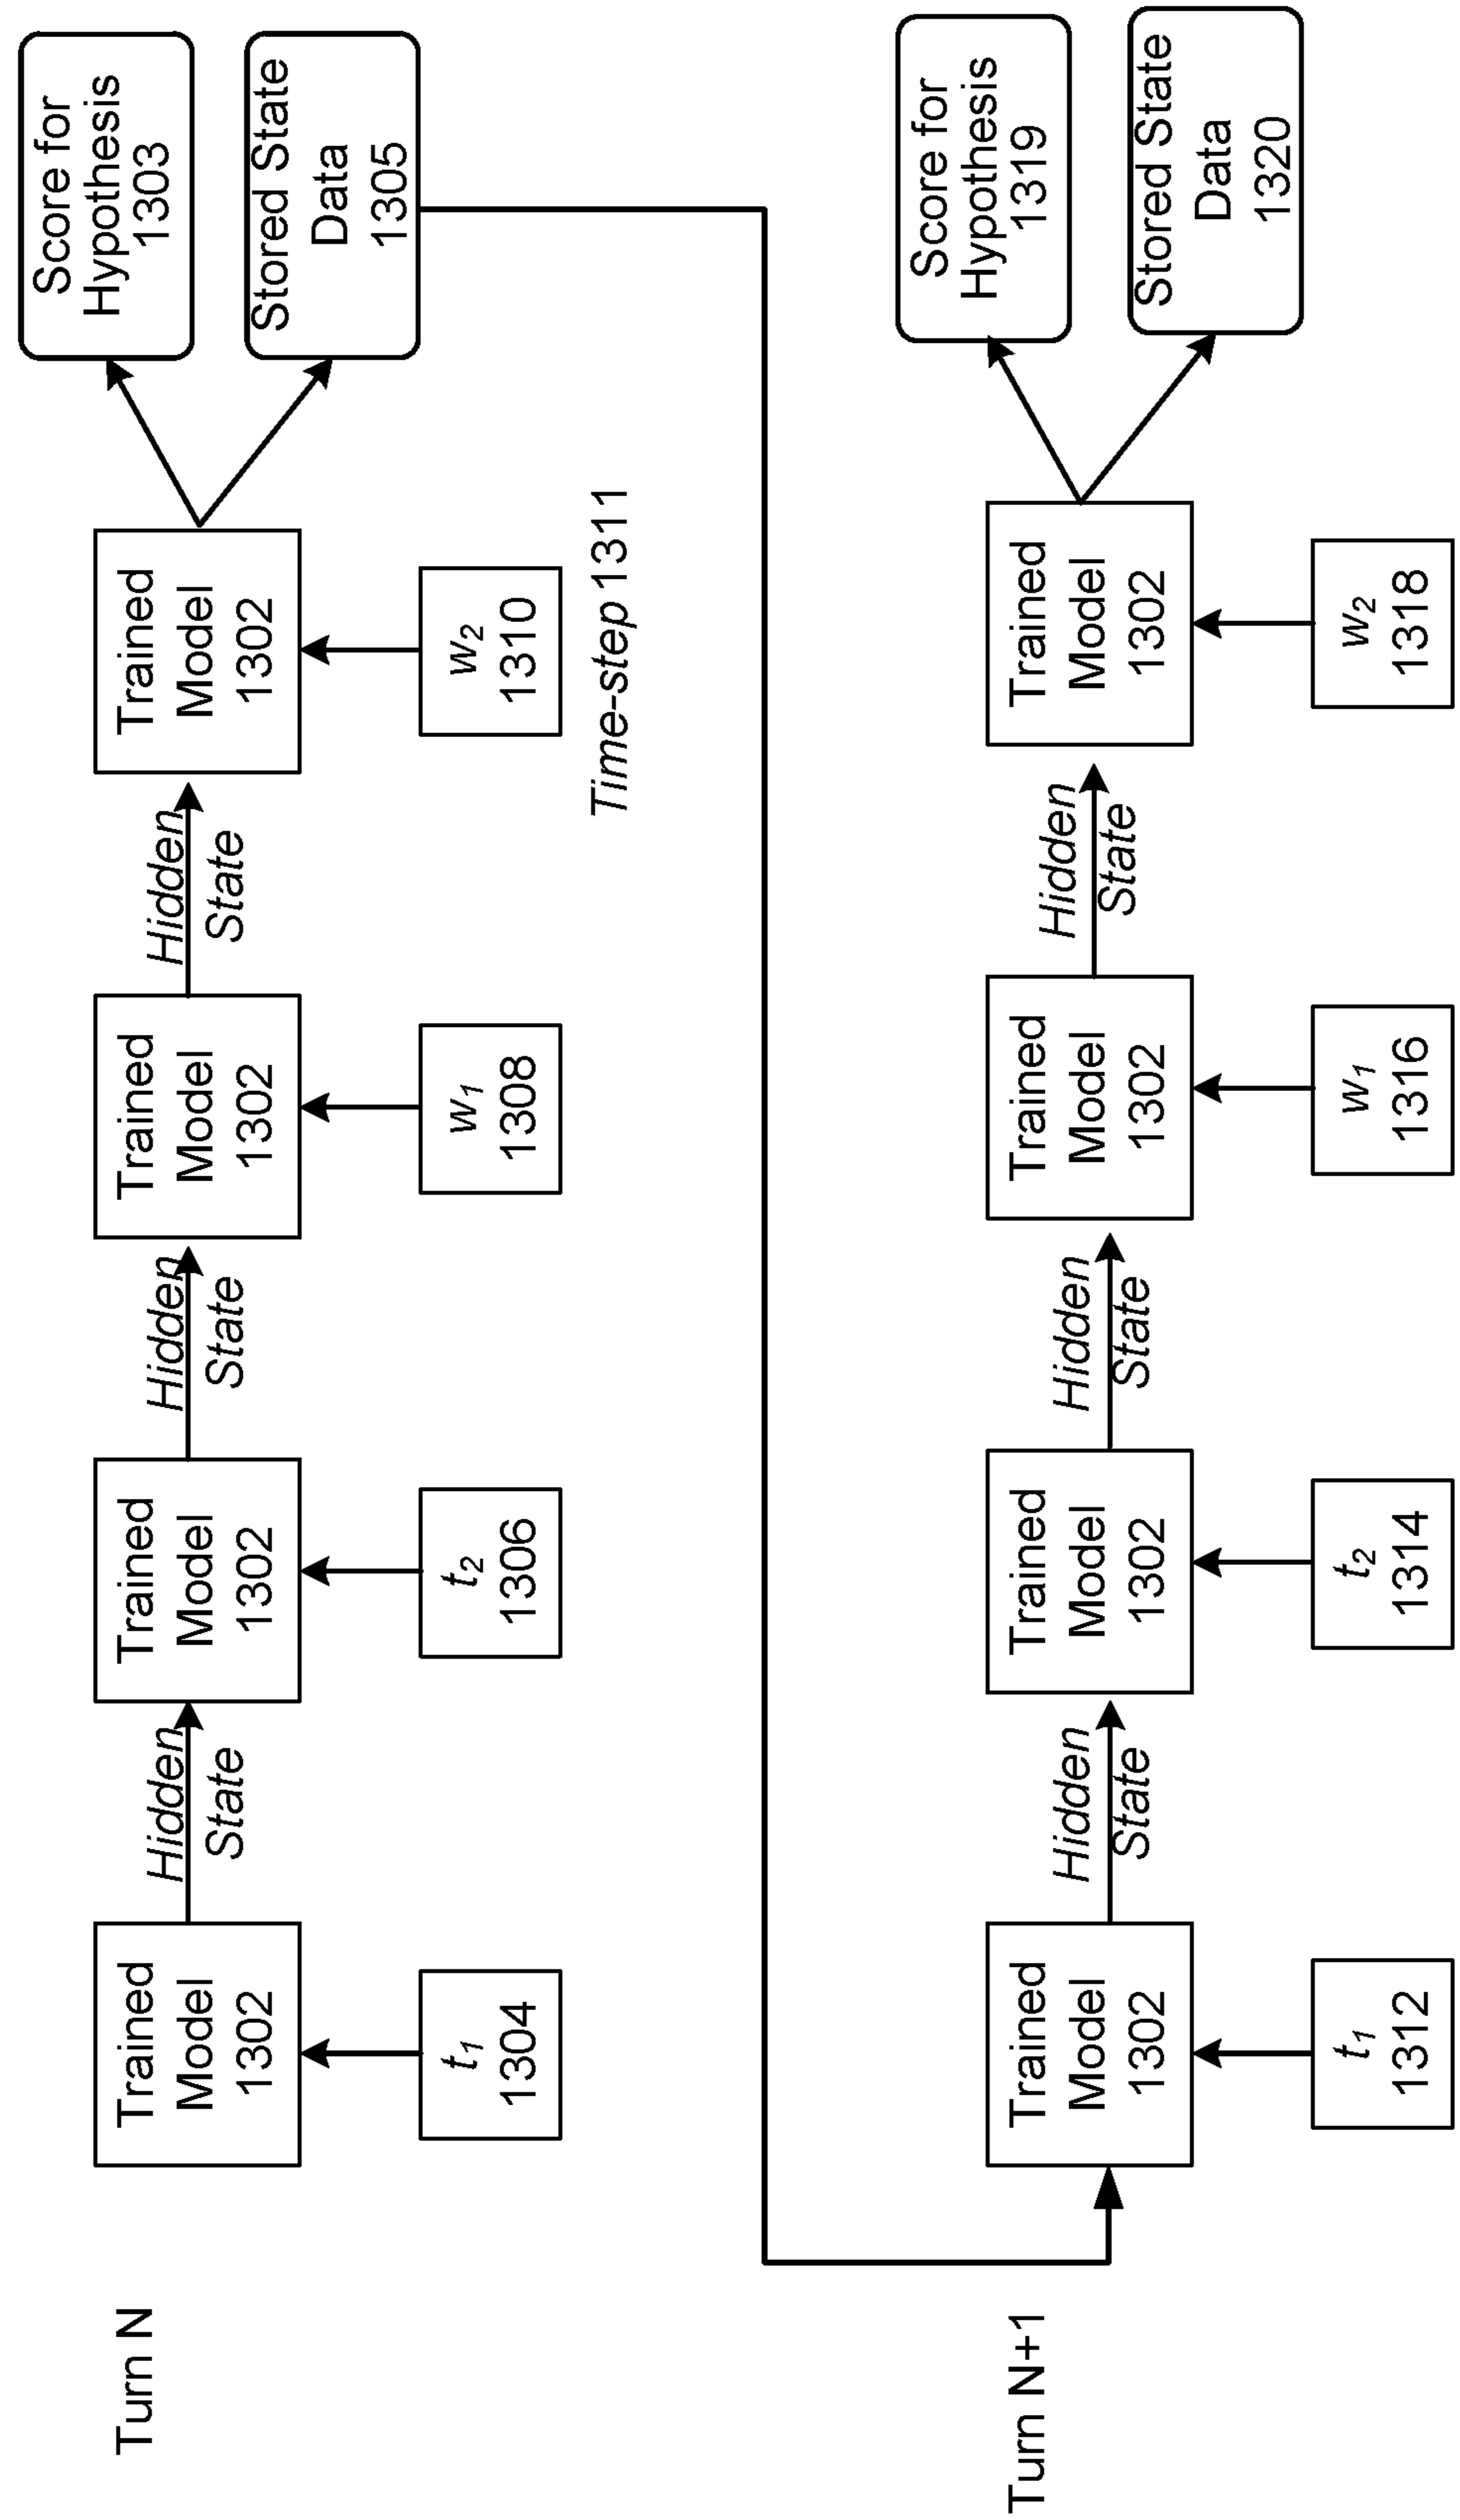 Turn N
Trained
Model
1302
Hidden
State
Trained
Model
1302
Hidden
State
Trained
Model
1302
Hidden
State
Trained
Model
1302
Score for
Hypothesis
1303
Stored State
Data
1305
t1
1304
t2
1306
w1
1308
w2
1310
Time-step 1311
Turn N+1
Trained
Model
1302
Hidden
State
Trained
Model
1302
Hidden
State
Trained
Model
1302
Hidden
State
Trained
Model
1302
Score for
Hypothesis
1319
Stored State
Data
1320
t1
1312
t2
1314
w1
1316
w2
1318